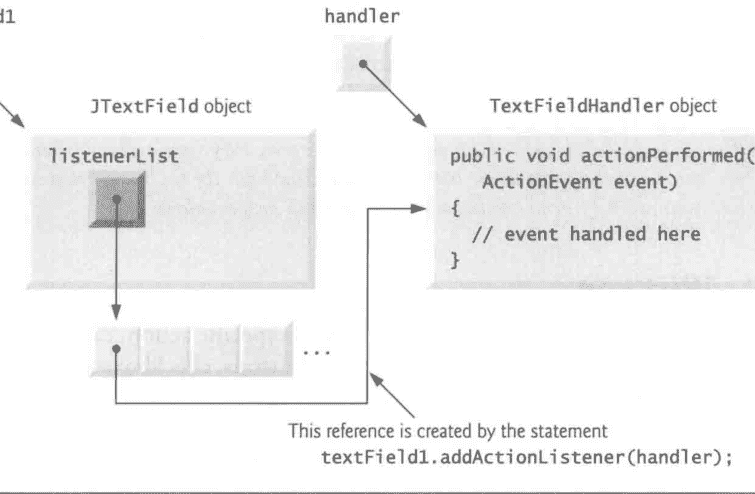 d1
handler
JTextField object
TextFieldHandler object
listenerList
public void actionPerformed(
ActionEvent event)
{
// event handled here
}
...
This reference is created by the statement
textField1.addActionListener(handler);